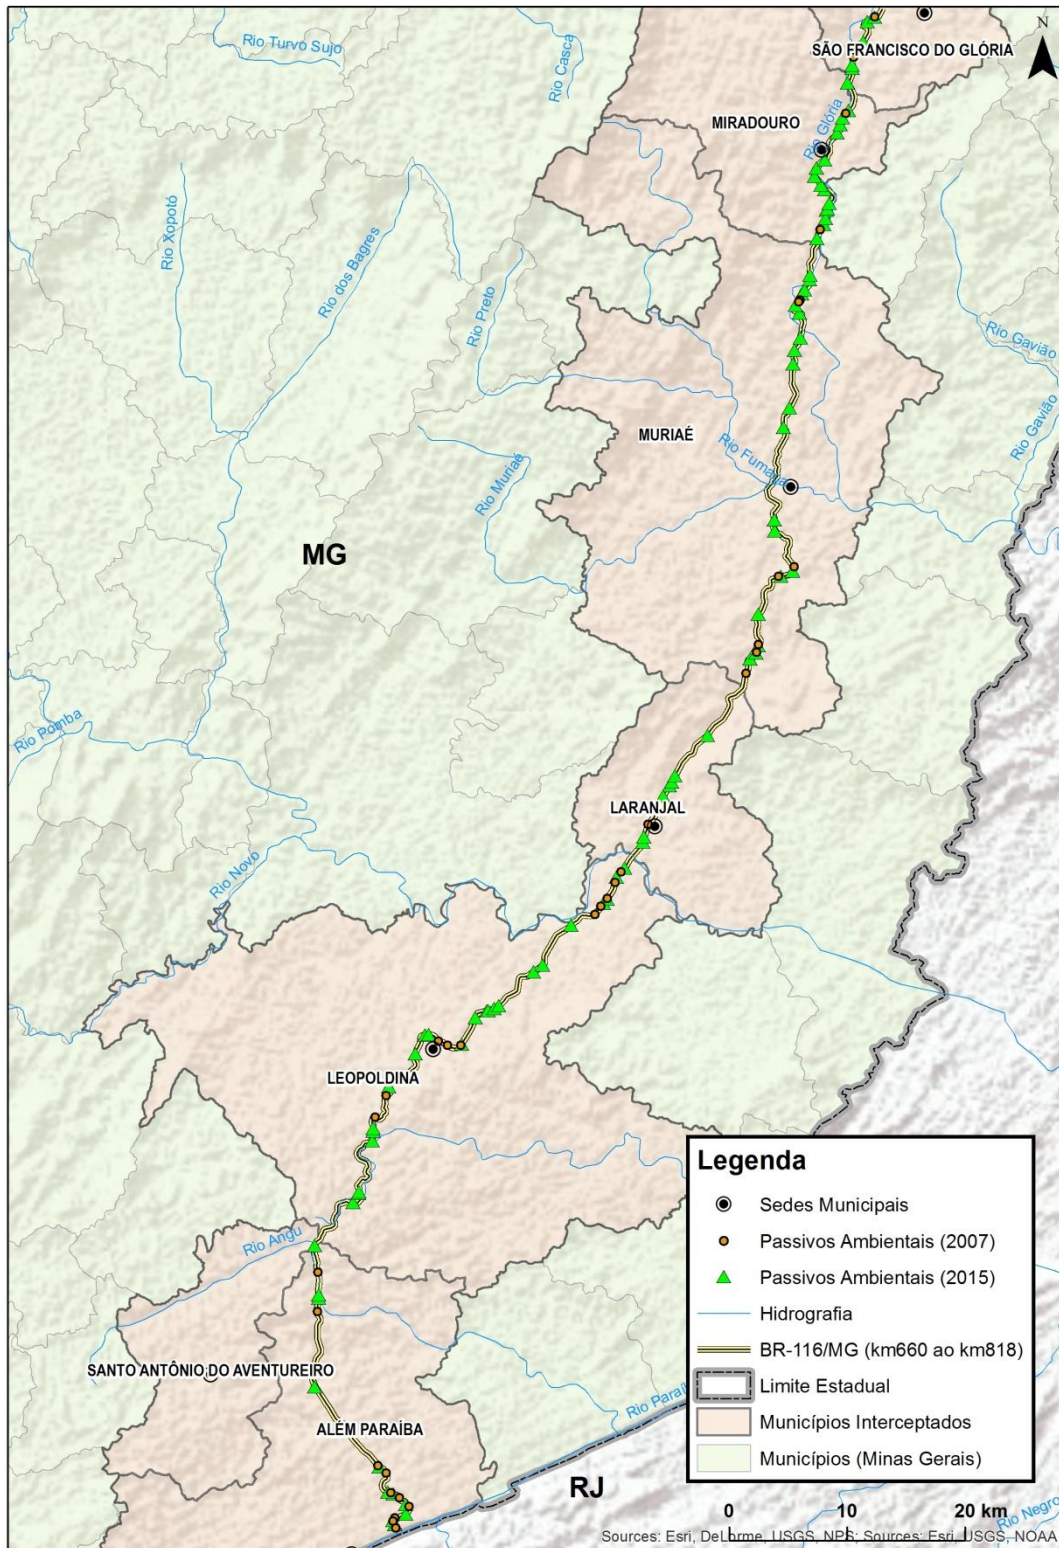 N
Rio Turvo Sujo
Rio Casca
SÃO FRANCISCO DO GLÓRIA
MIRADOURO
Rio Glória
Rio Xopotó
Rio dos Bagres
Rio Preto
Rio Gavião
Rio Gavião
MURIAÉ
Rio Fumaça
Rio Muriaé
MG
Rio Pomba
LARANJAL
Rio Novo
LEOPOLDINA
Rio Angu
SANTO ANTÔNIO DO AVENTUREIRO
ALÉM PARAÍBA
RJ
Legenda
Sedes Municipais
Passivos Ambientais (2007)
Passivos Ambientais (2015)
Hidrografia
BR-116/MG (km660 ao km818)
Limite Estadual
Municípios Interceptados
Municípios (Minas Gerais)
0 10 20 km
Rio Negro
Sources: Esri, DeLorme, USGS, NPS; Sources: Esri, USGS, NOAA